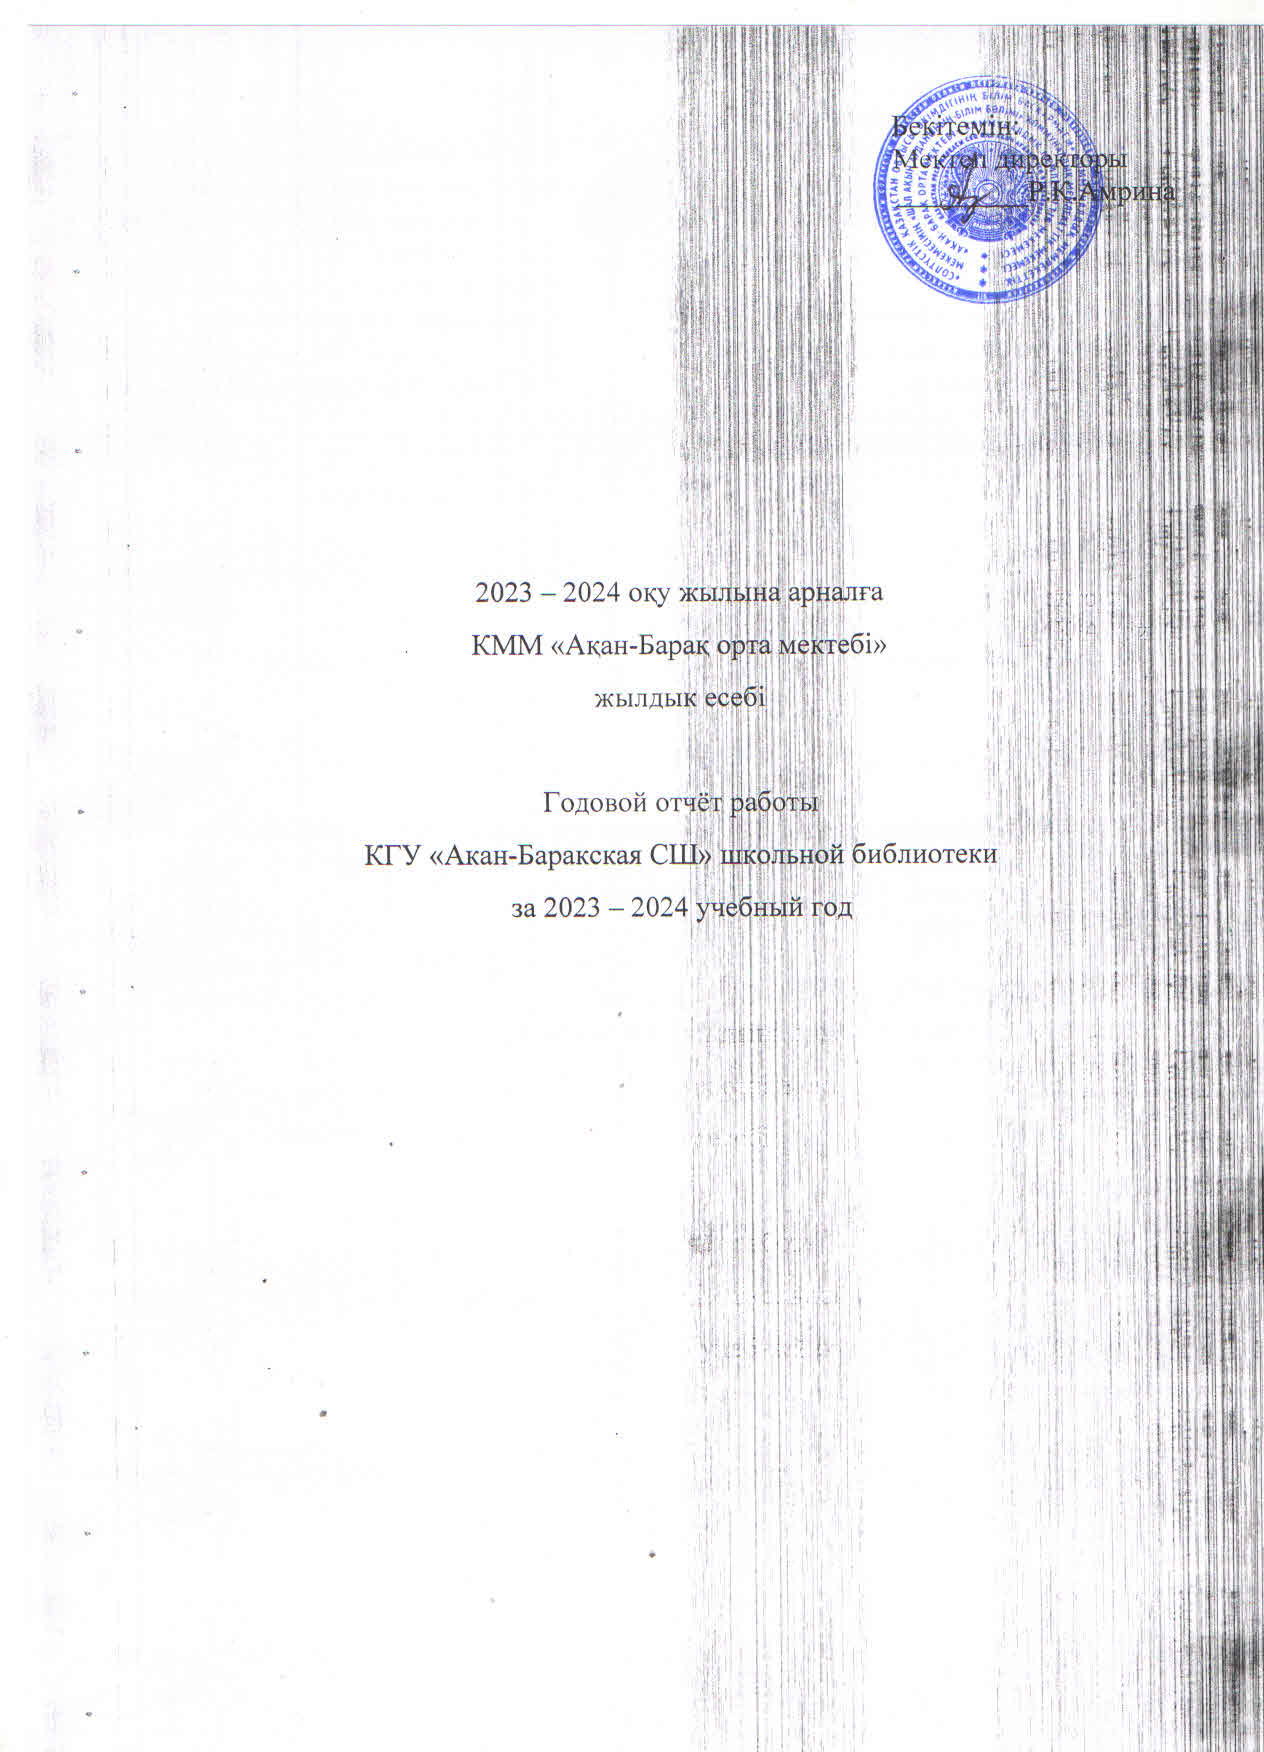 Бекітемін:
Мектеп директоры
Р.К.Амрина
2023 – 2024 оқу жылына арналға
КММ «Ақан-Барақ орта мектебі»
жылдык есебі
Годовой отчёт работы
КГУ «Акан-Баракская СШ» школьной библиотеки
за 2023 – 2024 учебный год